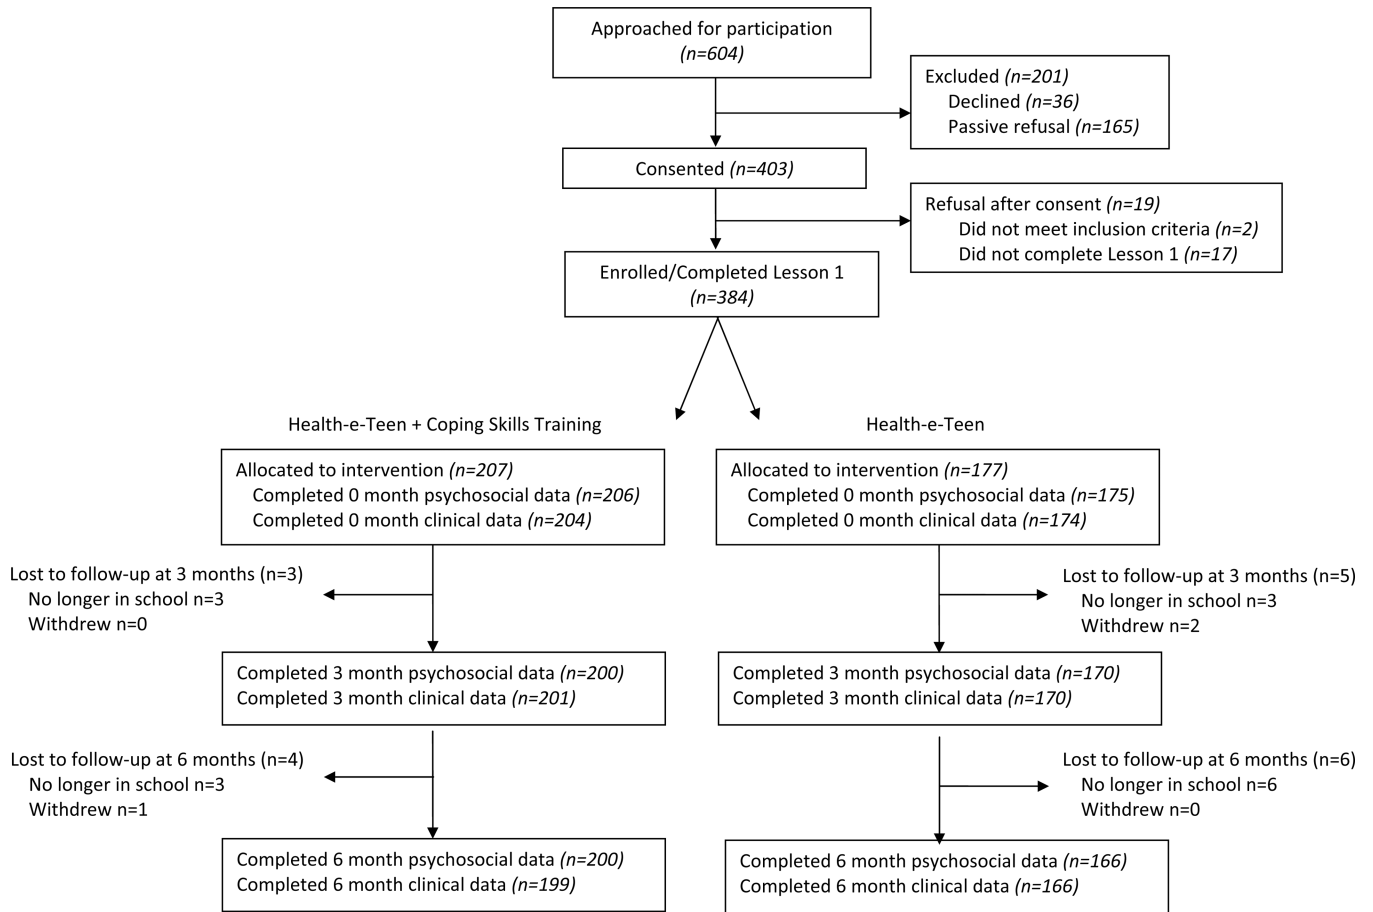 Approached for participation
(n=604)
Excluded (n=201)
Declined (n=36)
Passive refusal (n=165)
Consented (n=403)
Refusal after consent (n=19)
Did not meet inclusion criteria (n=2)
Did not complete Lesson 1 (n=17)
Enrolled/Completed Lesson 1
(n=384)
Health-e-Teen + Coping Skills Training
Allocated to intervention (n=207)
Completed 0 month psychosocial data (n=206)
Completed 0 month clinical data (n=204)
Lost to follow-up at 3 months (n=3)
No longer in school n=3
Withdrew n=0
Completed 3 month psychosocial data (n=200)
Completed 3 month clinical data (n=201)
Lost to follow-up at 6 months (n=4)
No longer in school n=3
Withdrew n=1
Completed 6 month psychosocial data (n=200)
Completed 6 month clinical data (n=199)
Health-e-Teen
Allocated to intervention (n=177)
Completed 0 month psychosocial data (n=175)
Completed 0 month clinical data (n=174)
Lost to follow-up at 3 months (n=5)
No longer in school n=3
Withdrew n=2
Completed 3 month psychosocial data (n=170)
Completed 3 month clinical data (n=170)
Lost to follow-up at 6 months (n=6)
No longer in school n=6
Withdrew n=0
Completed 6 month psychosocial data (n=166)
Completed 6 month clinical data (n=166)